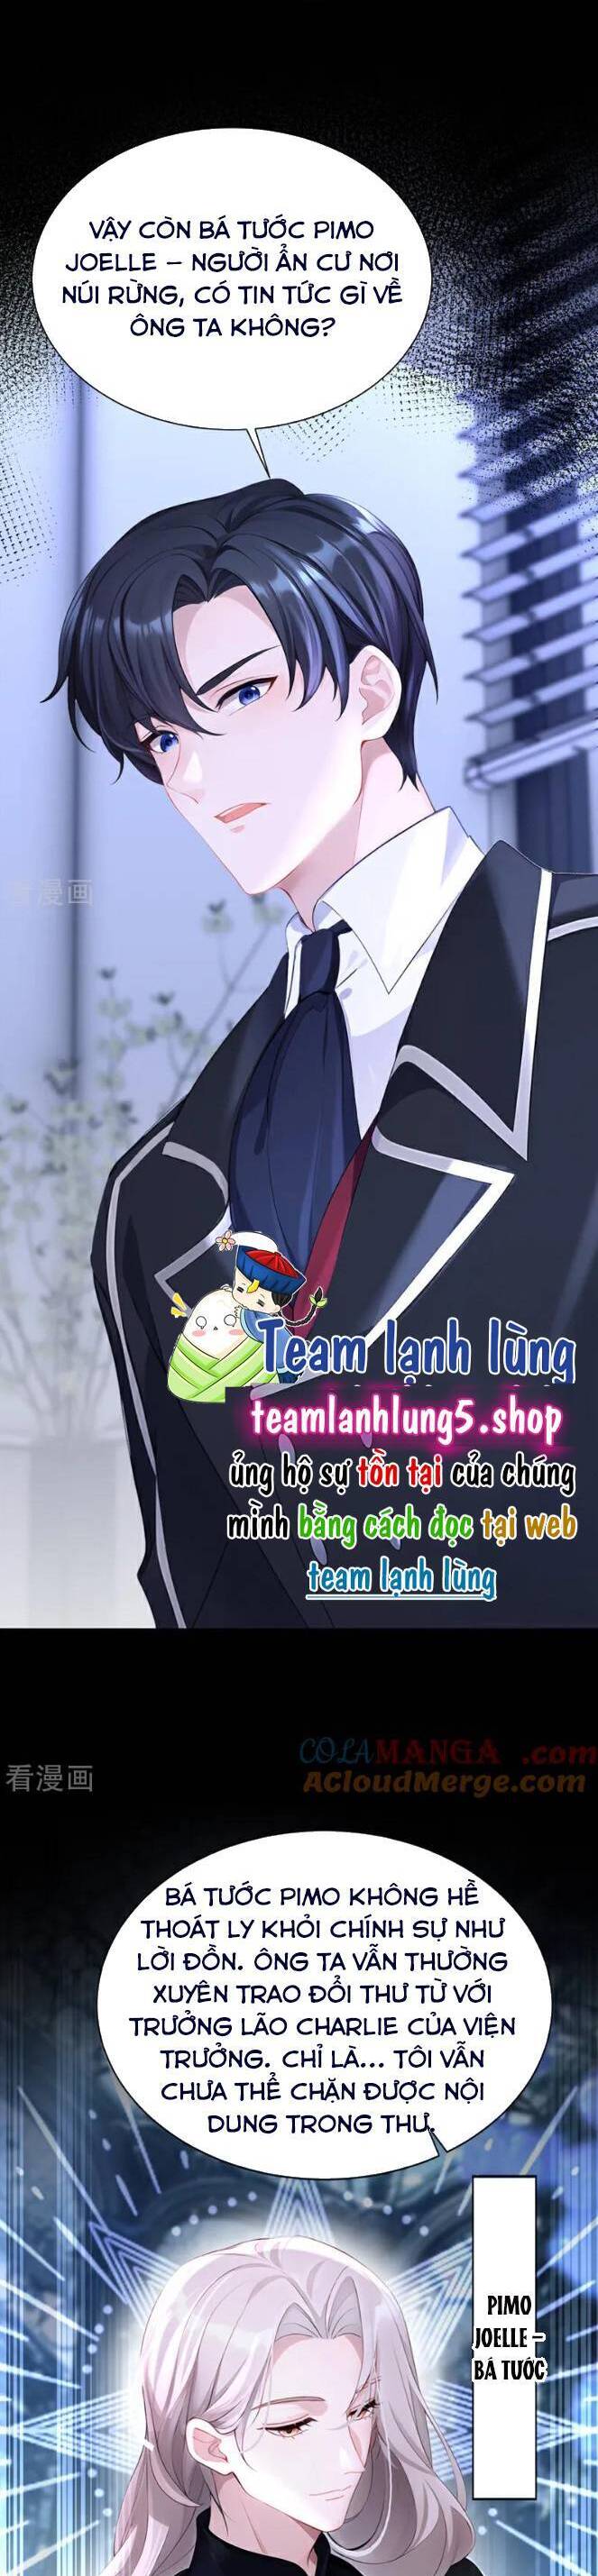 VẬY CÒN BÁ TƯỚC PIMO
JOELLE – NGƯỜI ẨN CƯ NƠI
NÚI RỪNG, CÓ TIN TỨC GÌ VỀ
ÔNG TA KHÔNG?
看漫画
Team lạnh lùng
teamlanhlung5.shop
ủng hộ sự tồn tại của chúng
mình bằng cách đọc tại web
team lạnh lùng
COLAMANGA.com
看漫画
ACloudMerge.com
BÁ TƯỚC PIMO KHÔNG HỀ
THOÁT LY KHỎI CHÍNH SỰ NHƯ
LỜI ĐỒN. ÔNG TA VẪN THƯỜNG
XUYÊN TRAO ĐỔI THƯ TỪ VỚI
TRƯỞNG LÃO CHARLIE CỦA VIỆN
TRƯỞNG. CHỈ LÀ... TÔI VẪN
CHƯA THỂ CHẶN ĐƯỢC NỘI
DUNG TRONG THƯ.
PIMO
JOELLE –
BÁ TƯỚC